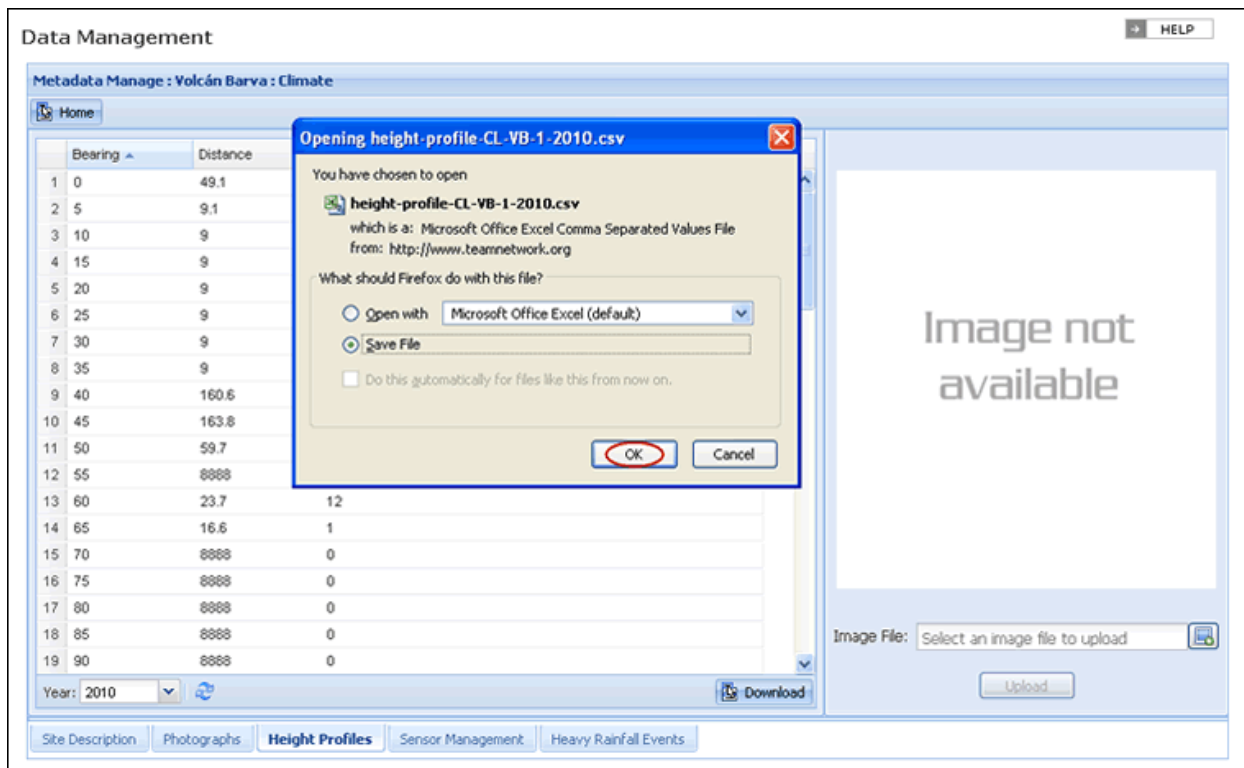 Data Management
HELP
Metadata Manage : Volcán Barva : Climate
Home
Bearing Distance
1 0 49.1
2 5 9.1
3 10 9
4 15 9
5 20 9
6 25 9
7 30 9
8 35 9
9 40 160.6
10 45 163.8
11 50 59.7
12 55 8888
13 60 23.7 12
14 65 16.6 1
15 70 8888 0
16 75 8888 0
17 80 8888 0
18 85 8888 0
19 90 8888 0
Opening height-profile-CL-VB-1-2010.csv
You have chosen to open
height-profile-CL-VB-1-2010.csv
which is a: Microsoft Office Excel Comma Separated Values File
from: http://www.teamnetwork.org
What should Firefox do with this file?
Open with Microsoft Office Excel (default)
Save File
Do this automatically for files like this from now on.
OK Cancel
Image not
available
Image File: Select an image file to upload
Upload
Year: 2010 Download
Site Description Photographs Height Profiles Sensor Management Heavy Rainfall Events